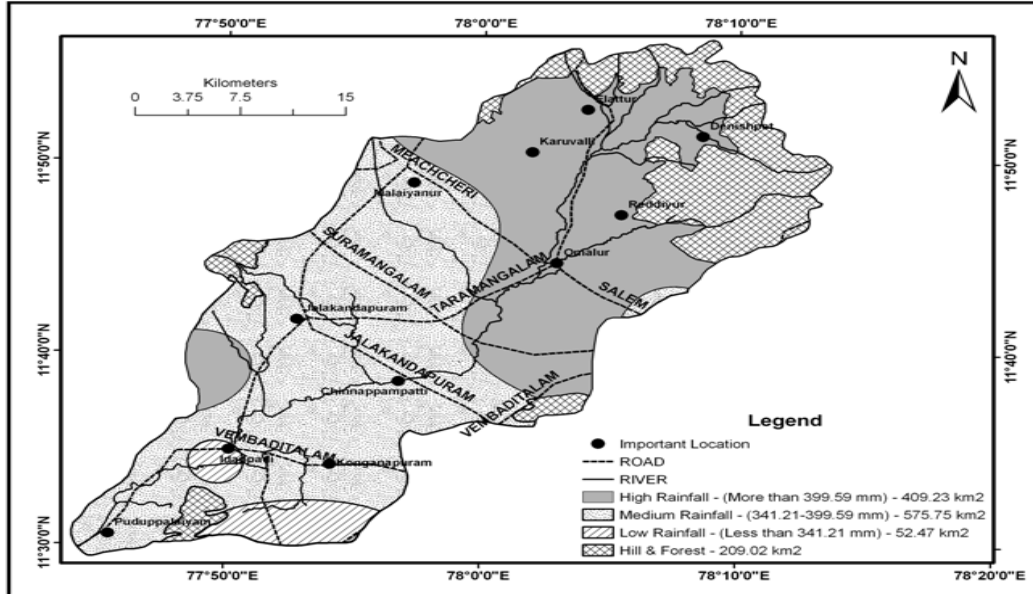 77°50'0"E 78°0'0"E 78°10'0"E
N
Kilometers
0 3.75 7.5 15
Elattur
Denishpet
Karuvalli
11°50'0"N 11°50'0"N
MEACHCHERI
Malaiyanur
Reddiyur
SURAMANGALAM
Omalur
TARAMANGALAM
SALEM
Jalakandapuram
11°40'0"N 11°40'0"N
JALAKANDAPURAM
Chinnappampatti
VEMBADITALAM
VEMBADITALAM
Idappadi
Konganapuram
Puduppalaiyam
11°30'0"N 11°30'0"N
Legend
Important Location
ROAD
RIVER
High Rainfall - (More than 399.59 mm) - 409.23 km2
Medium Rainfall - (341.21-399.59 mm) - 575.75 km2
Low Rainfall - (Less than 341.21 mm) - 52.47 km2
Hill & Forest - 209.02 km2
77°50'0"E 78°0'0"E 78°10'0"E 78°20'0"E